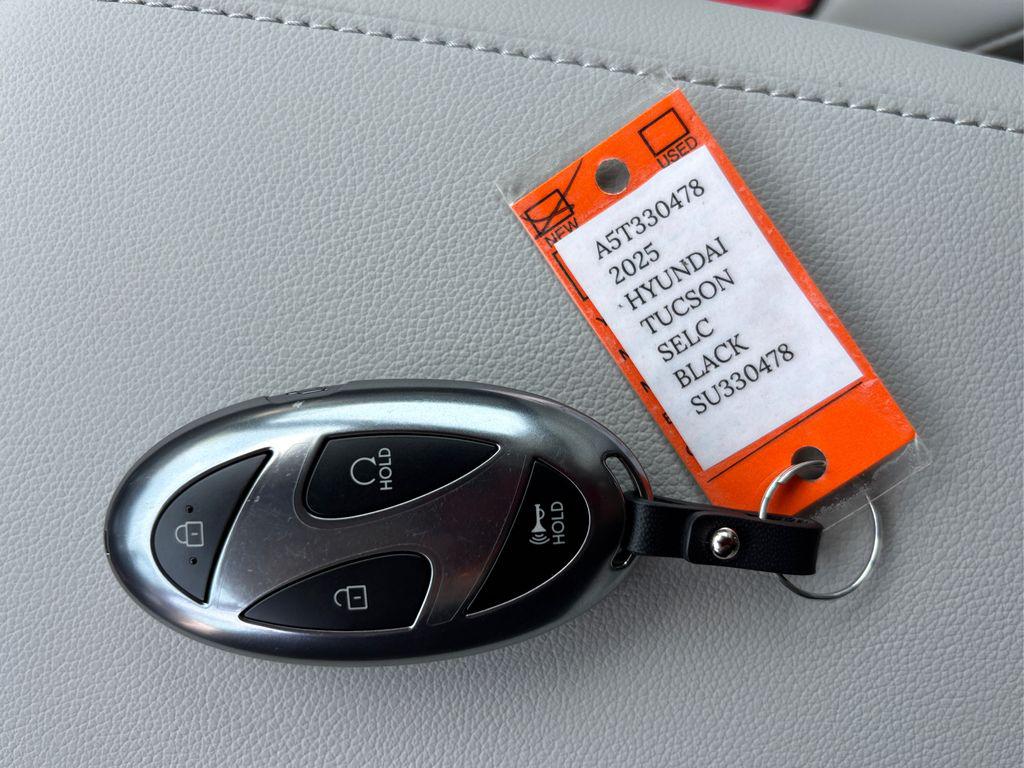 USED
NEW
A5T330478
2025
HYUNDAI
TUCSON
SELC
BLACK
SU330478
HOLD
HOLD